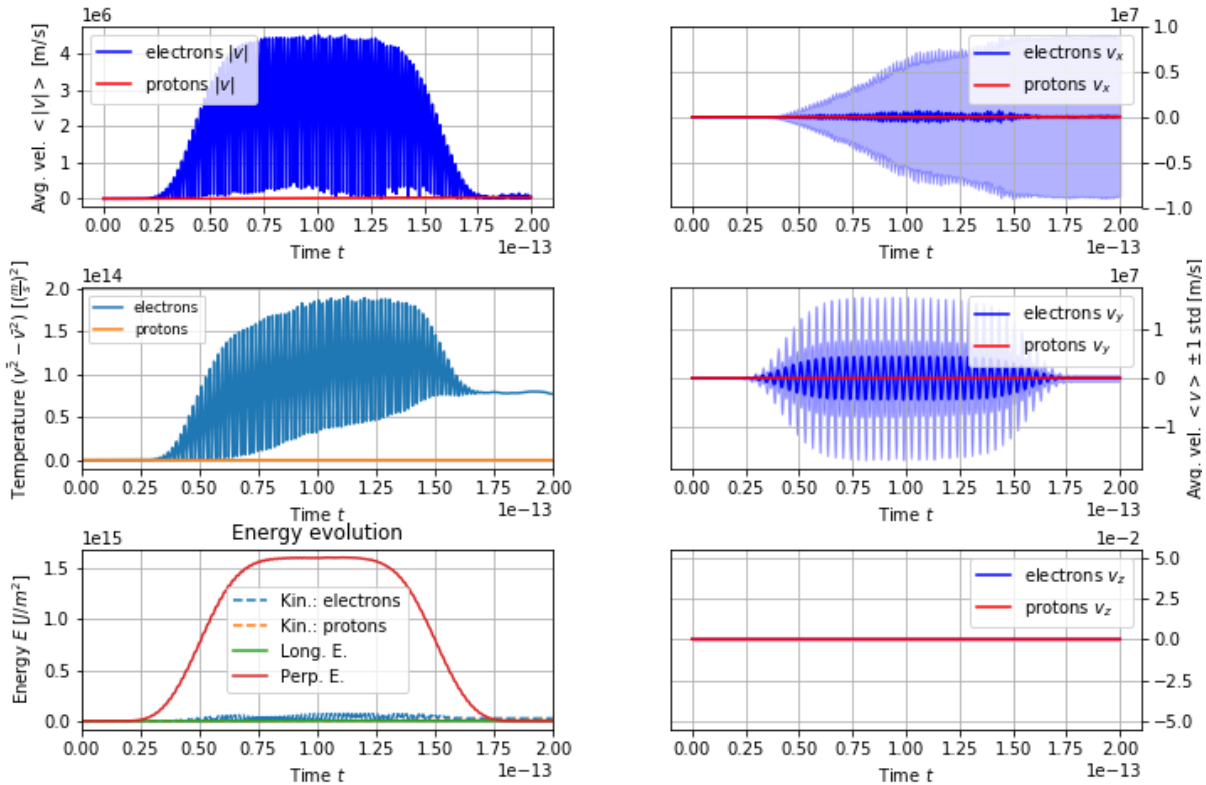 1e6
Avg. vel. < |v| > [m/s]
4
3
2
1
0
electrons |v|
protons |v|
0.00 0.25 0.50 0.75 1.00 1.25 1.50 1.75 2.00
Time t
1e−13
1e7
1.0
0.5
0.0
−0.5
−1.0
electrons v_x
protons v_x
0.00 0.25 0.50 0.75 1.00 1.25 1.50 1.75 2.00
Time t
1e−13
1e14
Temperature (v̄² − v̄²) [(m/s)²]
2.0
1.5
1.0
0.5
0.0
electrons
protons
0.00 0.25 0.50 0.75 1.00 1.25 1.50 1.75 2.00
Time t
1e−13
1e7
Avg. vel. < v > ± 1 std [m/s]
1
0
−1
electrons v_y
protons v_y
0.00 0.25 0.50 0.75 1.00 1.25 1.50 1.75 2.00
Time t
1e−13
Energy evolution
1e15
Energy E [J/m²]
1.5
1.0
0.5
0.0
Kin.: electrons
Kin.: protons
Long. E.
Perp. E.
0.00 0.25 0.50 0.75 1.00 1.25 1.50 1.75 2.00
Time t
1e−13
1e−2
5.0
2.5
0.0
−2.5
−5.0
electrons v_z
protons v_z
0.00 0.25 0.50 0.75 1.00 1.25 1.50 1.75 2.00
Time t
1e−13